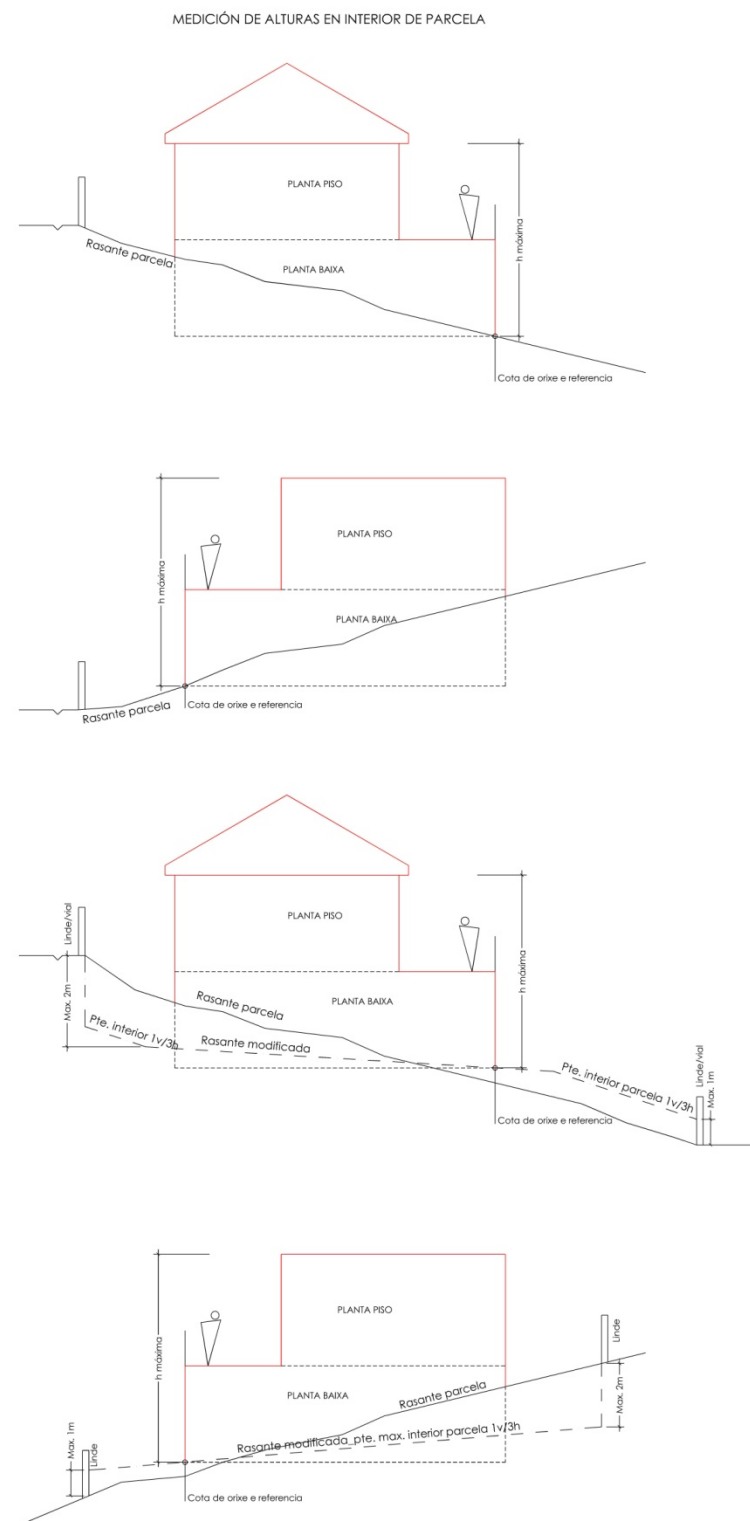 MEDICIÓN DE ALTURAS EN INTERIOR DE PARCELA
PLANTA PISO
Rasante parcela
PLANTA BAIXA
h máxima
Cota de orixe e referencia
PLANTA PISO
h máxima
PLANTA BAIXA
Rasante parcela
Cota de orixe e referencia
Linde/vial
PLANTA PISO
h máxima
Max. 2m
Rasante parcela
PLANTA BAIXA
Pte. interior 1v/3h
Rasante modificada
Pte. interior parcela 1v/3h
Linde/vial
Max. 1m
Cota de orixe e referencia
PLANTA PISO
h máxima
Linde
PLANTA BAIXA
Rasante parcela
Max. 2m
Rasante modificada_pte. max. interior parcela 1v/3h
Max. 1m
Linde
Cota de orixe e referencia